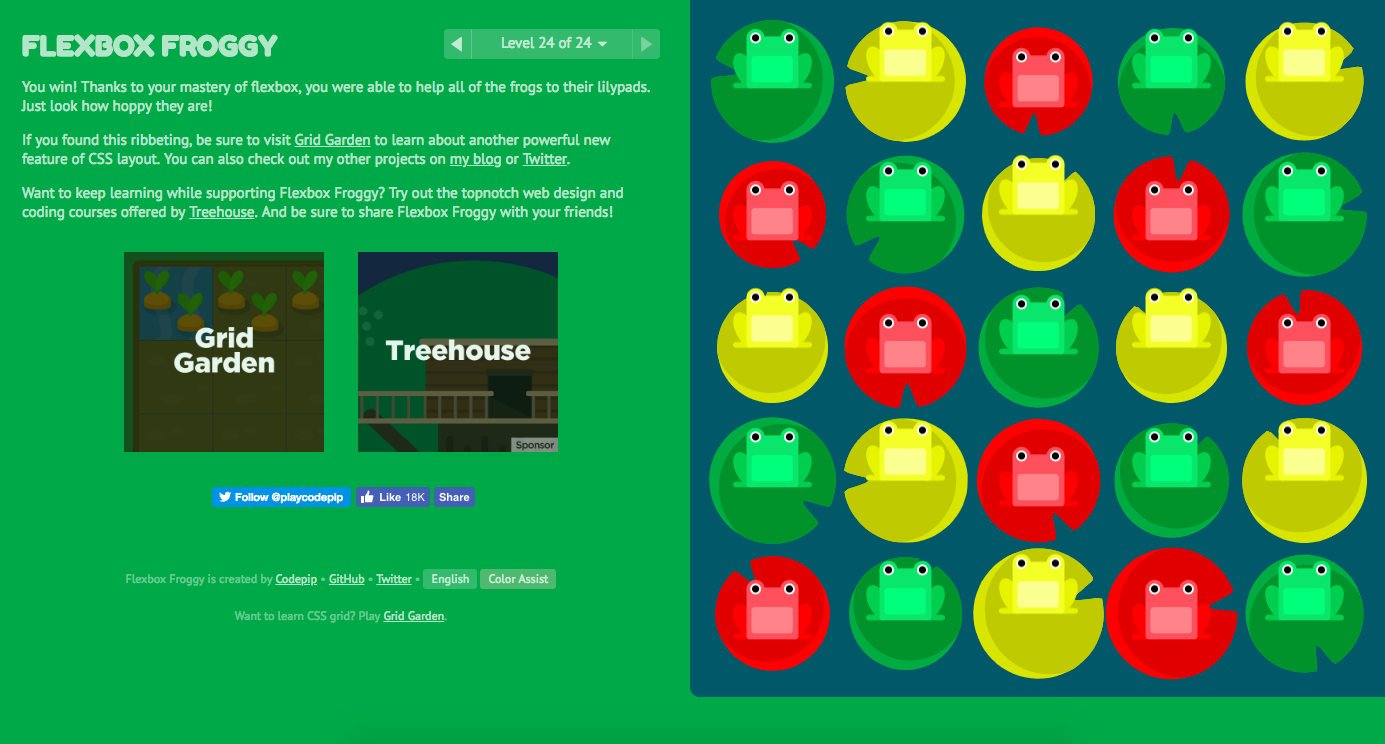 FLEXBOX FROGGY
Level 24 of 24
You win! Thanks to your mastery of flexbox, you were able to help all of the frogs to their lilypads.
Just look how hoppy they are!
If you found this ribbeting, be sure to visit Grid Garden to learn about another powerful new
feature of CSS layout. You can also check out my other projects on my blog or Twitter.
Want to keep learning while supporting Flexbox Froggy? Try out the topnotch web design and
coding courses offered by Treehouse. And be sure to share Flexbox Froggy with your friends!
Grid
Garden
Treehouse
Sponsor
Follow @playcodepip Like 18K Share
Flexbox Froggy is created by Codepip • GitHub • Twitter • English Color Assist
Want to learn CSS grid? Play Grid Garden.